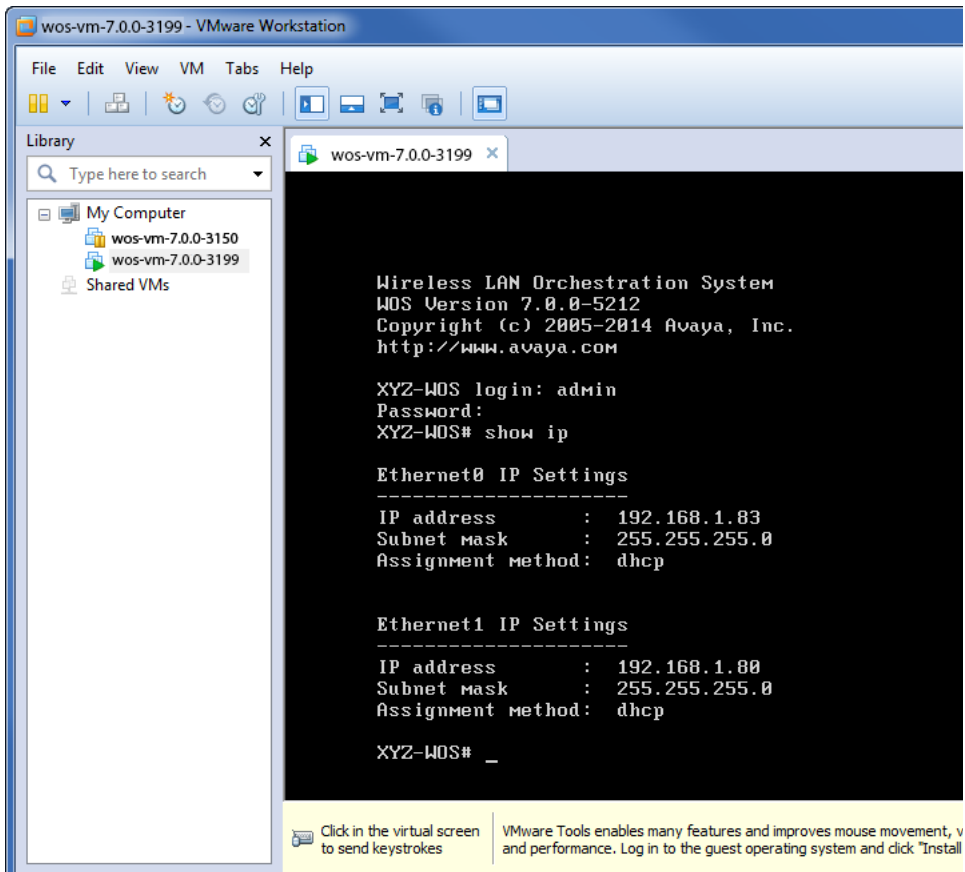 wos-vm-7.0.0-3199 - VMware Workstation
File Edit View VM Tabs Help
Library
Type here to search
My Computer
wos-vm-7.0.0-3150
wos-vm-7.0.0-3199
Shared VMs
wos-vm-7.0.0-3199
Wireless LAN Orchestration System
WOS Version 7.0.0-5212
Copyright (c) 2005-2014 Avaya, Inc.
http://www.avaya.com
XYZ-WOS login: admin
Password:
XYZ-WOS# show ip
Ethernet0 IP Settings
---------------------
IP address : 192.168.1.83
Subnet mask : 255.255.255.0
Assignment method: dhcp
Ethernet1 IP Settings
---------------------
IP address : 192.168.1.80
Subnet mask : 255.255.255.0
Assignment method: dhcp
XYZ-WOS# _
Click in the virtual screen
to send keystrokes
VMware Tools enables many features and improves mouse movement, v
and performance. Log in to the guest operating system and click "Install